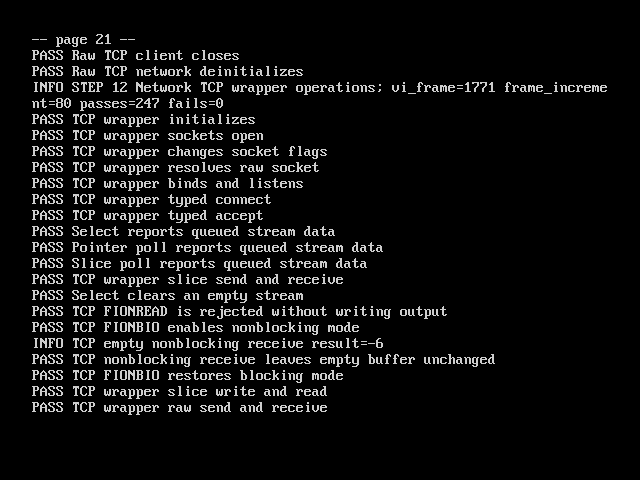 -- page 21 --
PASS Raw TCP client closes
PASS Raw TCP network deinitializes
INFO STEP 12 Network TCP wrapper operations; vi_frame=1771 frame_increme
nt=80 passes=247 fails=0
PASS TCP wrapper initializes
PASS TCP wrapper sockets open
PASS TCP wrapper changes socket flags
PASS TCP wrapper resolves raw socket
PASS TCP wrapper binds and listens
PASS TCP wrapper typed connect
PASS TCP wrapper typed accept
PASS Select reports queued stream data
PASS Pointer poll reports queued stream data
PASS Slice poll reports queued stream data
PASS TCP wrapper slice send and receive
PASS Select clears an empty stream
PASS TCP FIONREAD is rejected without writing output
PASS TCP FIONBIO enables nonblocking mode
INFO TCP empty nonblocking receive result=-6
PASS TCP nonblocking receive leaves empty buffer unchanged
PASS TCP FIONBIO restores blocking mode
PASS TCP wrapper slice write and read
PASS TCP wrapper raw send and receive